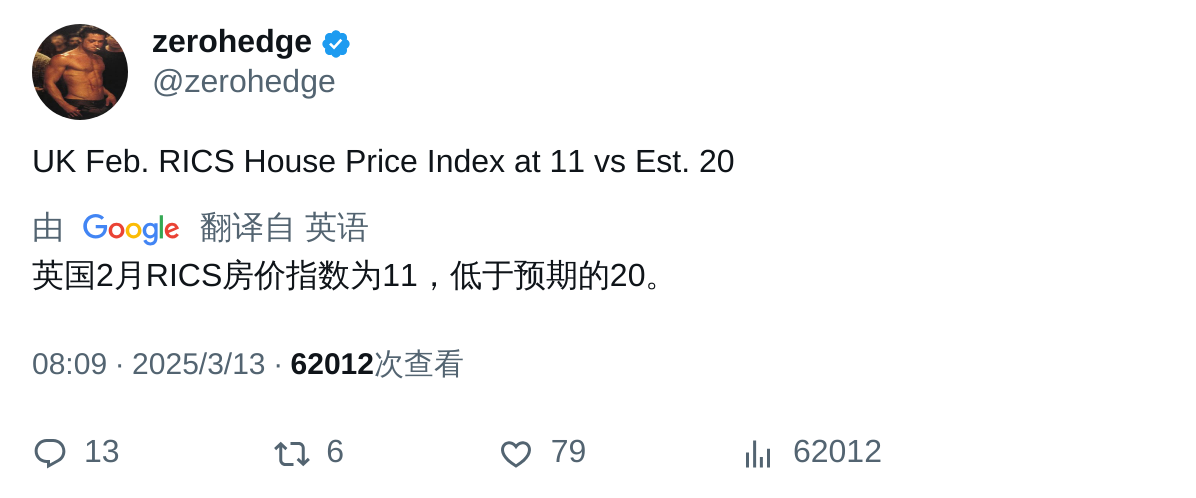 zerohedge
@zerohedge
UK Feb. RICS House Price Index at 11 vs Est. 20
由 Google 翻译自 英语
英国2月RICS房价指数为11，低于预期的20。
08:09 · 2025/3/13 · 62012次查看
13 6 79 62012